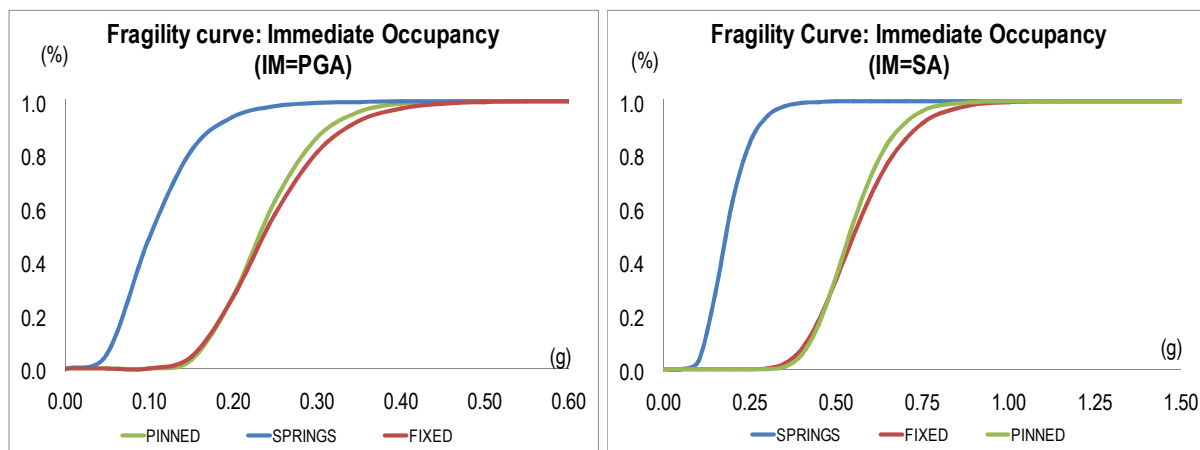 Fragility curve: Immediate Occupancy
(IM=PGA)
(%)
1.0
0.8
0.6
0.4
0.2
0.0
(g)
0.00 0.10 0.20 0.30 0.40 0.50 0.60
PINNED SPRINGS FIXED
Fragility Curve: Immediate Occupancy
(IM=SA)
(%)
1.0
0.8
0.6
0.4
0.2
0.0
(g)
0.00 0.25 0.50 0.75 1.00 1.25 1.50
SPRINGS FIXED PINNED